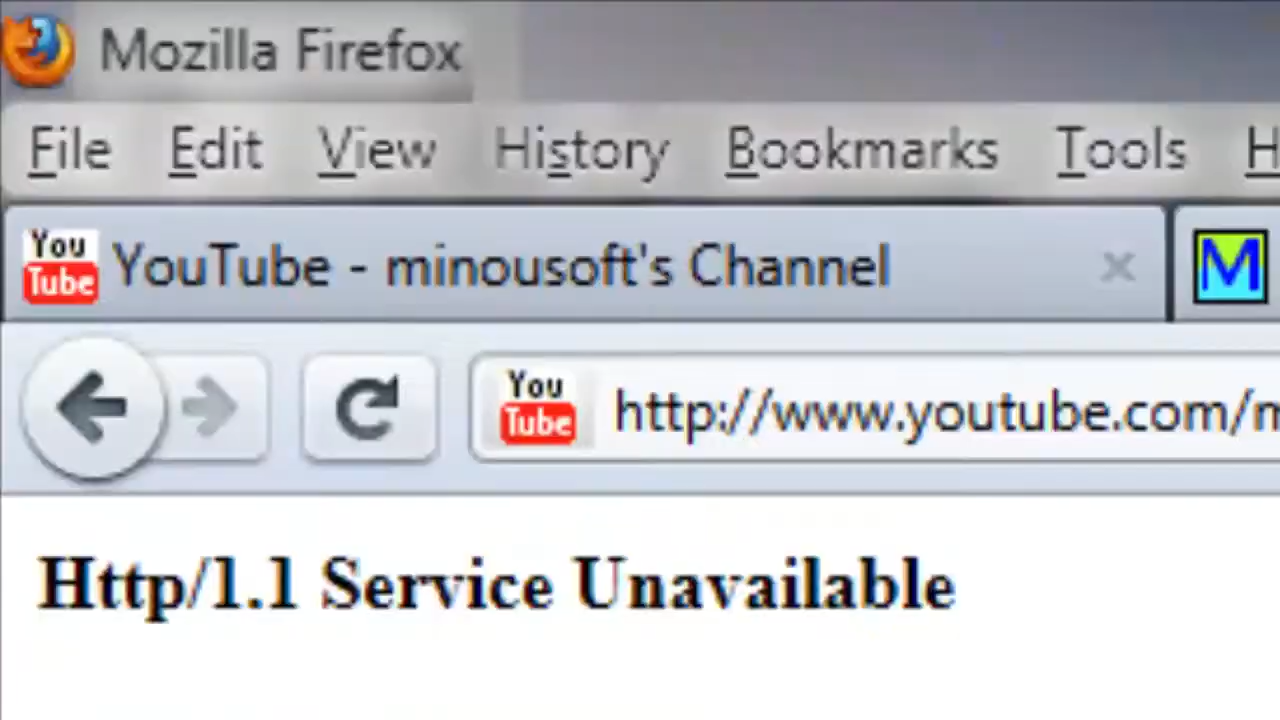 Mozilla Firefox
File Edit View History Bookmarks Tools H
You
Tube
YouTube - minousoft's Channel
M
You
Tube
http://www.youtube.com/m
Http/1.1 Service Unavailable